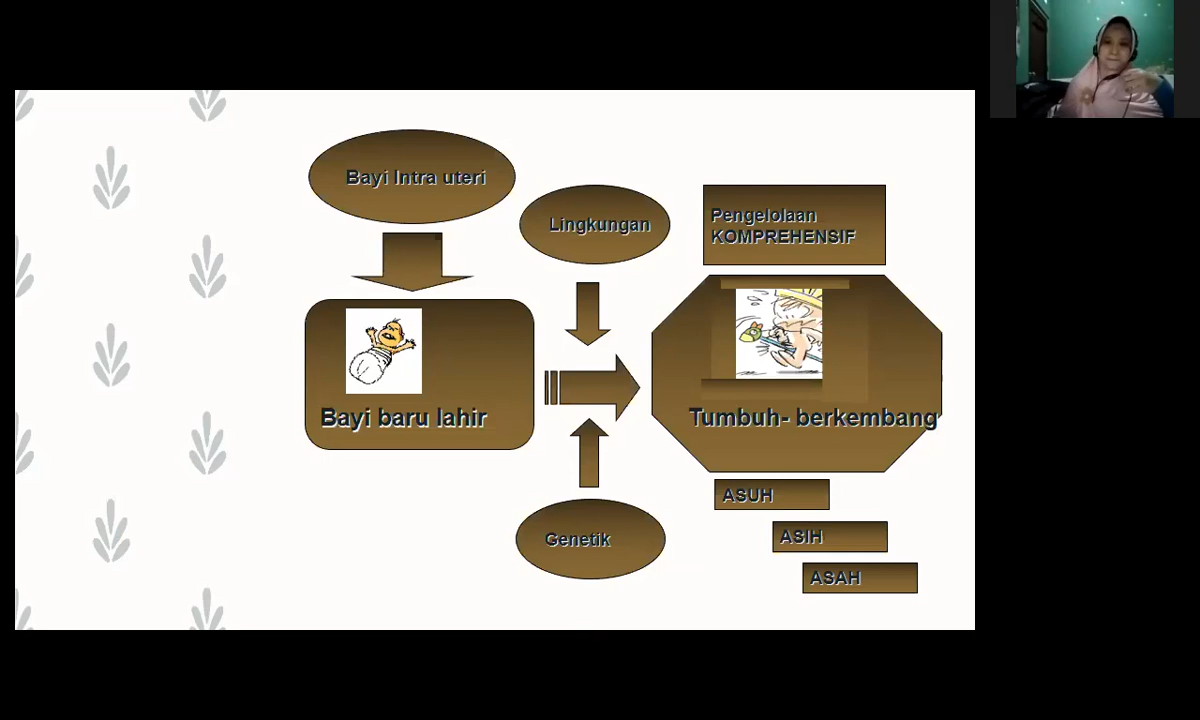 Bayi Intra uteri
Lingkungan
Pengelolaan
KOMPREHENSIF
Bayi baru lahir
Tumbuh- berkembang
Genetik
ASUH
ASIH
ASAH